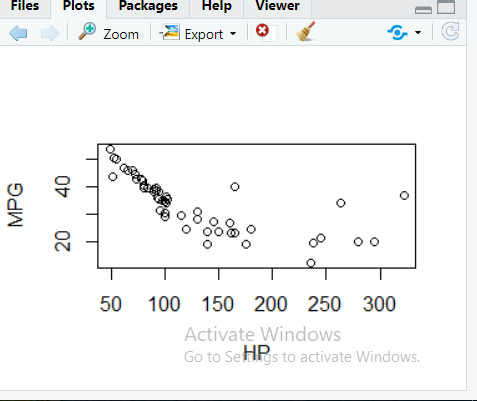 Files Plots Packages Help Viewer
Zoom Export
MPG
40
20
50 100 150 200 250 300
HP
Activate Windows
Go to Settings to activate Windows.